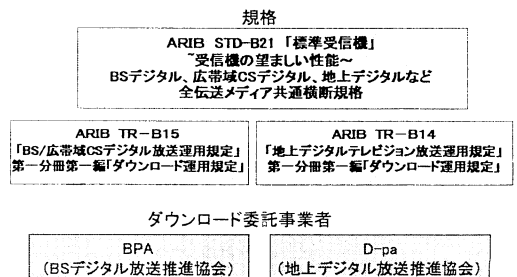 規格
ARIB STD-B21 「標準受信機」
~受信機の望ましい性能~
BSデジタル、広帯域CSデジタル、地上デジタルなど
全伝送メディア共通横断規格
ARIB TR-B15
「BS/広帯域CSデジタル放送運用規定」
第一分冊第一編「ダウンロード運用規定」
ARIB TR-B14
「地上デジタルテレビジョン放送運用規定」
第一分冊第一編「ダウンロード運用規定」
ダウンロード委託事業者
BPA
(BSデジタル放送推進協会)
D-pa
(地上デジタル放送推進協会)